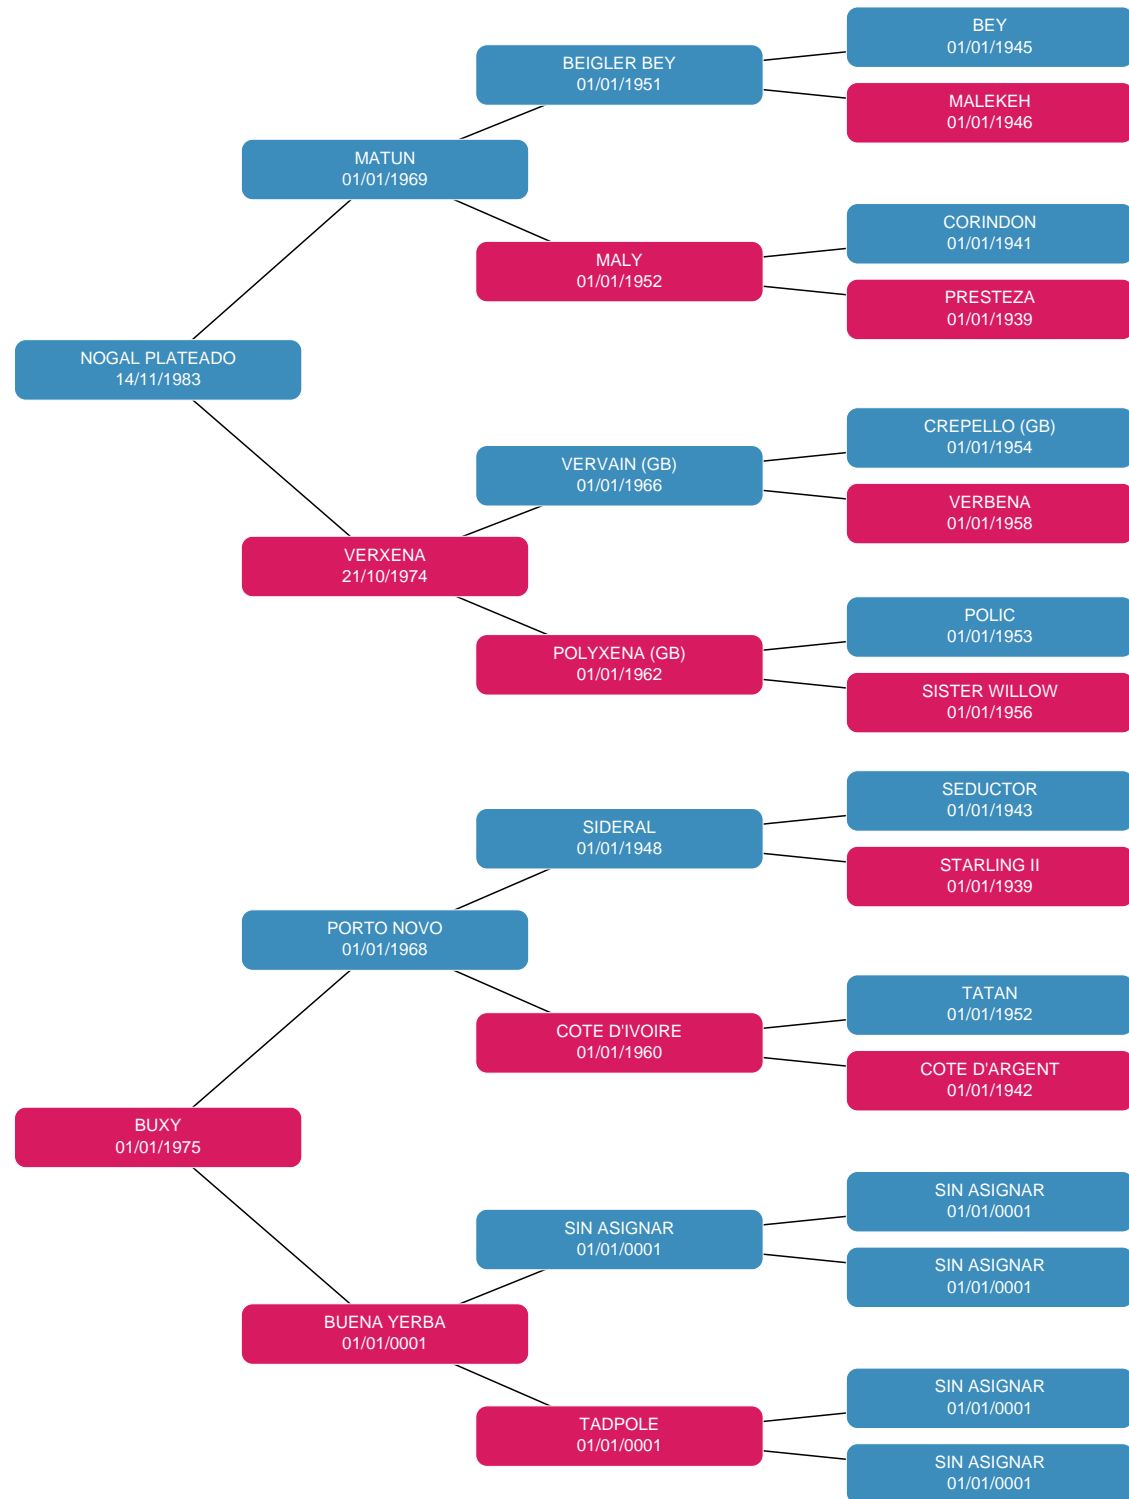 BEY
01/01/1945
BEIGLER BEY
01/01/1951
MALEKEH
01/01/1946
MATUN
01/01/1969
CORINDON
01/01/1941
MALY
01/01/1952
PRESTEZA
01/01/1939
NOGAL PLATEADO
14/11/1983
CREPELLO (GB)
01/01/1954
VERVAIN (GB)
01/01/1966
VERBENA
01/01/1958
VERXENA
21/10/1974
POLIC
01/01/1953
POLYXENA (GB)
01/01/1962
SISTER WILLOW
01/01/1956
SEDUCTOR
01/01/1943
SIDERAL
01/01/1948
STARLING II
01/01/1939
PORTO NOVO
01/01/1968
TATAN
01/01/1952
COTE D'IVOIRE
01/01/1960
COTE D'ARGENT
01/01/1942
BUXY
01/01/1975
SIN ASIGNAR
01/01/0001
SIN ASIGNAR
01/01/0001
SIN ASIGNAR
01/01/0001
BUENA YERBA
01/01/0001
SIN ASIGNAR
01/01/0001
TADPOLE
01/01/0001
SIN ASIGNAR
01/01/0001